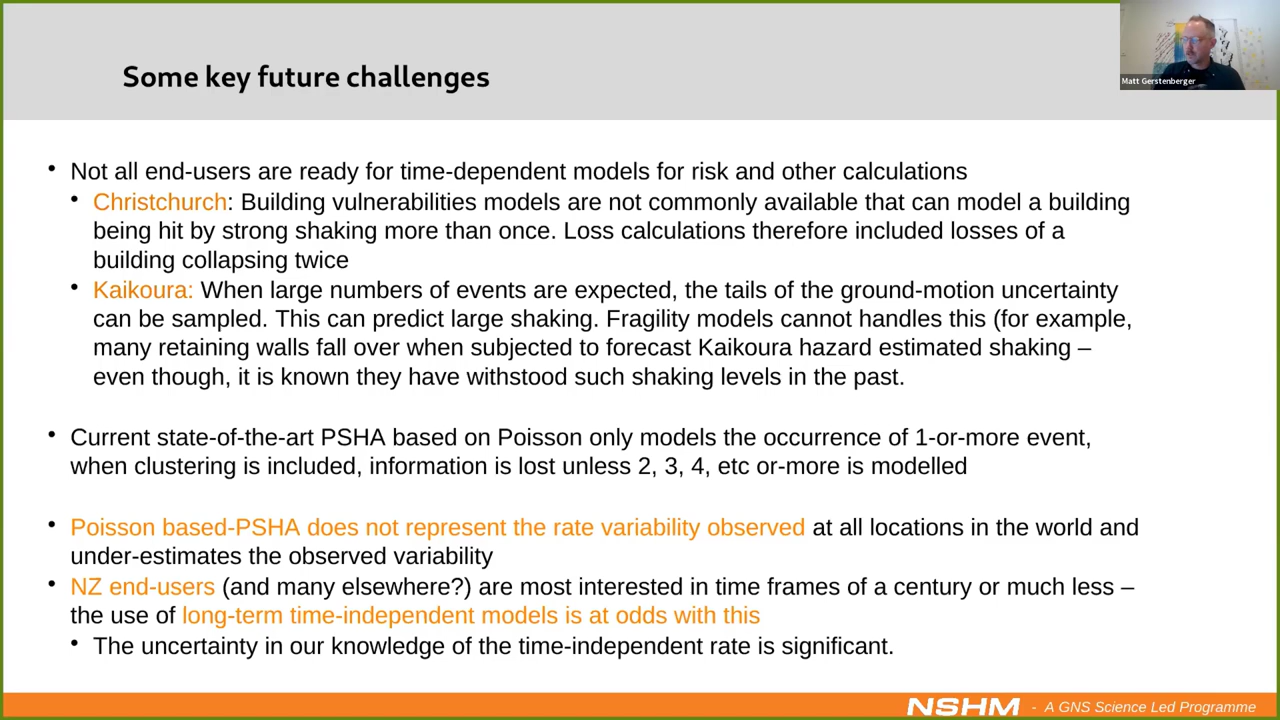 Some key future challenges
Matt Gerstenberger
• Not all end-users are ready for time-dependent models for risk and other calculations
• Christchurch: Building vulnerabilities models are not commonly available that can model a building
being hit by strong shaking more than once. Loss calculations therefore included losses of a
building collapsing twice
• Kaikoura: When large numbers of events are expected, the tails of the ground-motion uncertainty
can be sampled. This can predict large shaking. Fragility models cannot handles this (for example,
many retaining walls fall over when subjected to forecast Kaikoura hazard estimated shaking –
even though, it is known they have withstood such shaking levels in the past.
• Current state-of-the-art PSHA based on Poisson only models the occurrence of 1-or-more event,
when clustering is included, information is lost unless 2, 3, 4, etc or-more is modelled
• Poisson based-PSHA does not represent the rate variability observed at all locations in the world and
under-estimates the observed variability
• NZ end-users (and many elsewhere?) are most interested in time frames of a century or much less –
the use of long-term time-independent models is at odds with this
• The uncertainty in our knowledge of the time-independent rate is significant.
NSHM - A GNS Science Led Programme